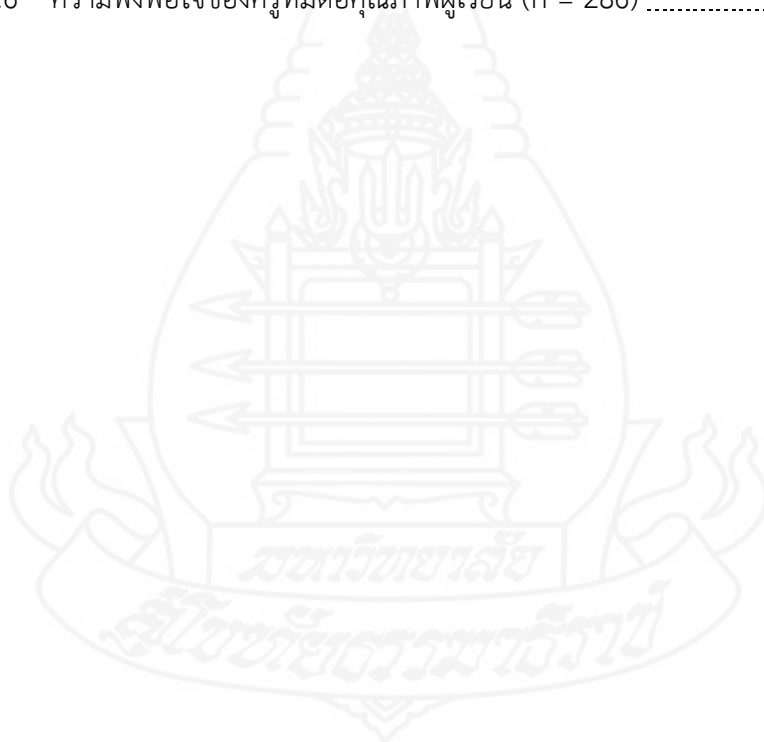 ความพึงพอใจของครูที่มีต่อคุณภาพผู้เรียน (n = 286)
มหาวิทยาลัย
สุโขทัยธรรมาธิราช